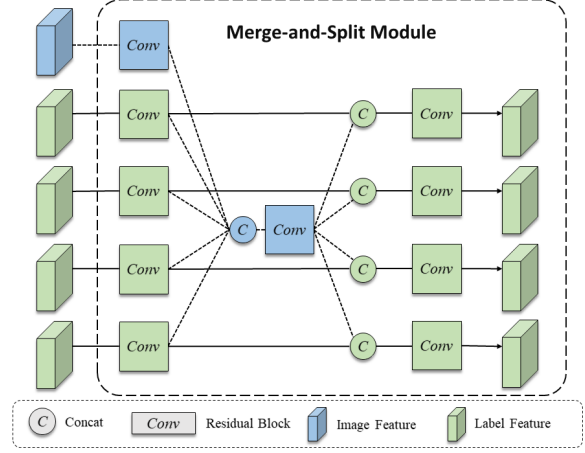 Merge-and-Split Module
Conv
Conv
C
Conv
Conv
C
Conv
C
Conv
Conv
C
Conv
Conv
C
Conv
C
Concat
Conv
Residual Block
Image Feature
Label Feature